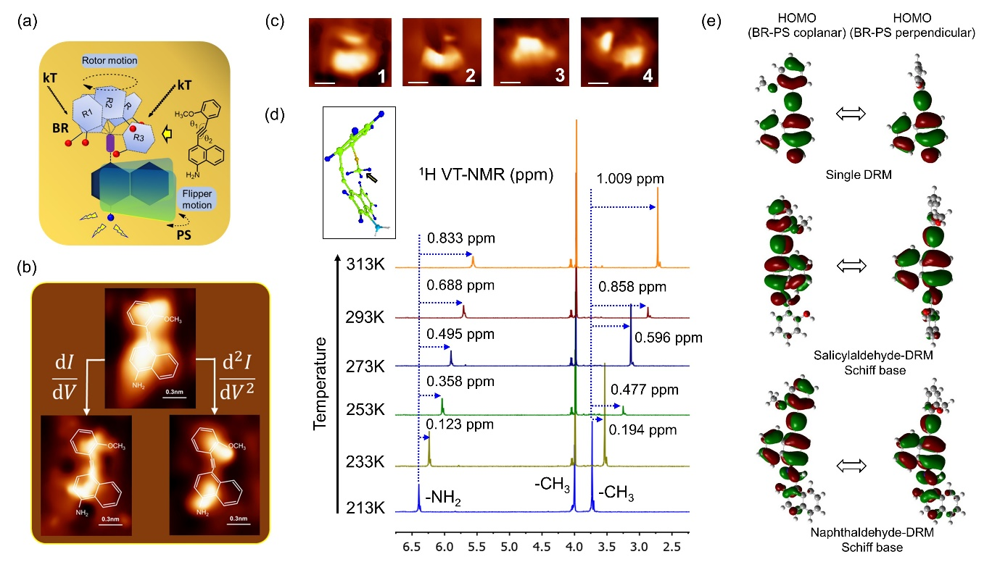 (a)
Rotor motion
kT
kT
R1
R2
R
R3
BR
H₃CO
θ₁
θ₂
H₂N
Flipper
motion
PS
(b)
OCH₃
NH₂
0.3nm
dI
dV
d²I
dV²
OCH₃
NH₂
0.3nm
OCH₃
NH₂
0.3nm
(c)
1
2
3
4
(d)
¹H VT-NMR (ppm)
1.009 ppm
0.833 ppm
313K
0.688 ppm
0.858 ppm
293K
0.495 ppm
0.596 ppm
273K
0.358 ppm
0.477 ppm
253K
0.123 ppm
0.194 ppm
233K
-NH₂
-CH₃
-CH₃
213K
Temperature
6.5 6.0 5.5 5.0 4.5 4.0 3.5 3.0 2.5
(e)
HOMO HOMO
(BR-PS coplanar) (BR-PS perpendicular)
Single DRM
Salicylaldehyde-DRM
Schiff base
Naphthaldehyde-DRM
Schiff base